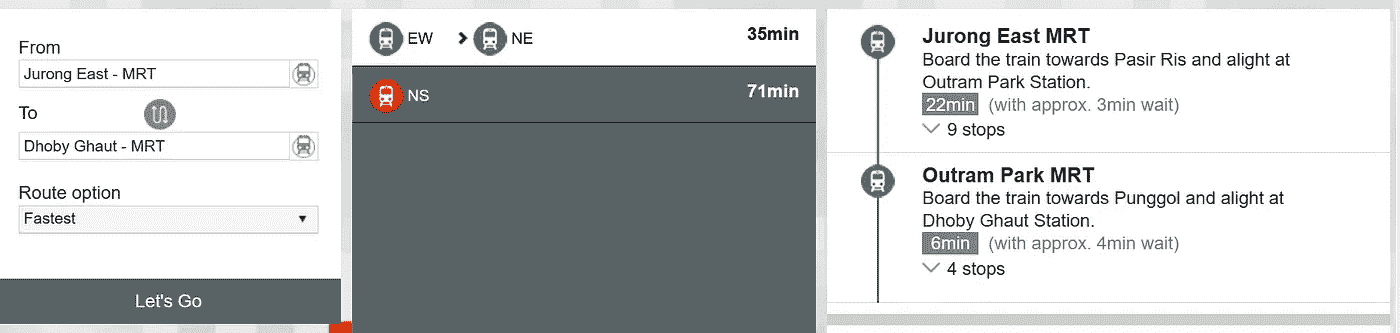 From
Jurong East - MRT
To
Dhoby Ghaut - MRT
Route option
Fastest
Let's Go
EW NE 35min
NS 71min
Jurong East MRT
Board the train towards Pasir Ris and alight at
Outram Park Station.
22min (with approx. 3min wait)
9 stops
Outram Park MRT
Board the train towards Punggol and alight at
Dhoby Ghaut Station.
6min (with approx. 4min wait)
4 stops